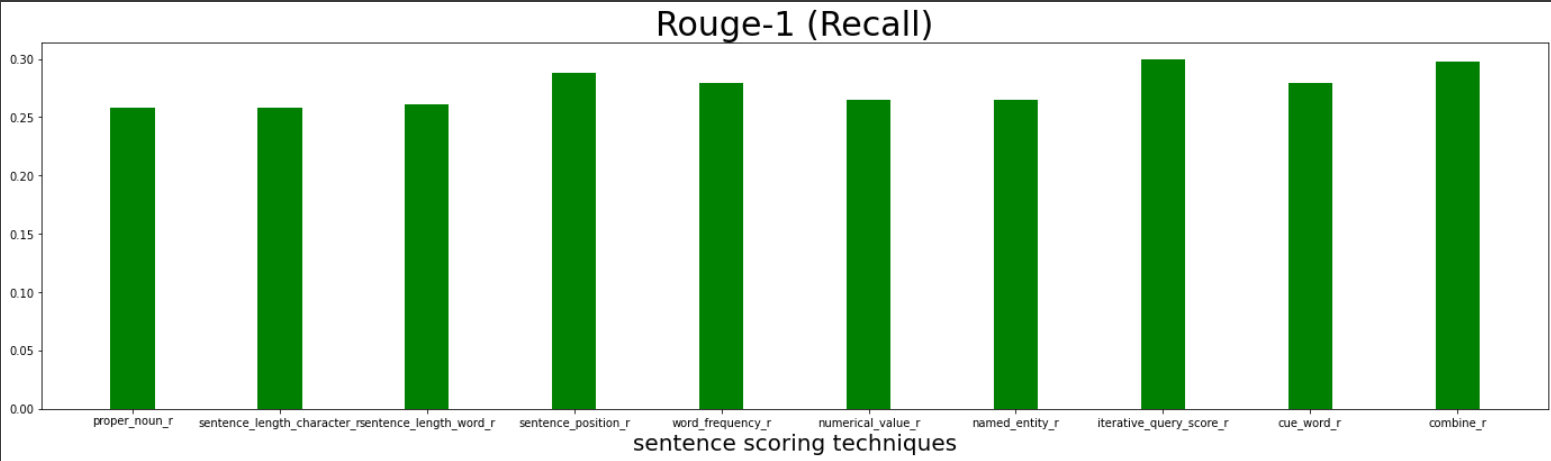 Rouge-1 (Recall)
0.30
0.25
0.20
0.15
0.10
0.05
0.00
proper_noun_r sentence_length_character_r sentence_length_word_r sentence_position_r word_frequency_r numerical_value_r named_entity_r iterative_query_score_r cue_word_r combine_r
sentence scoring techniques